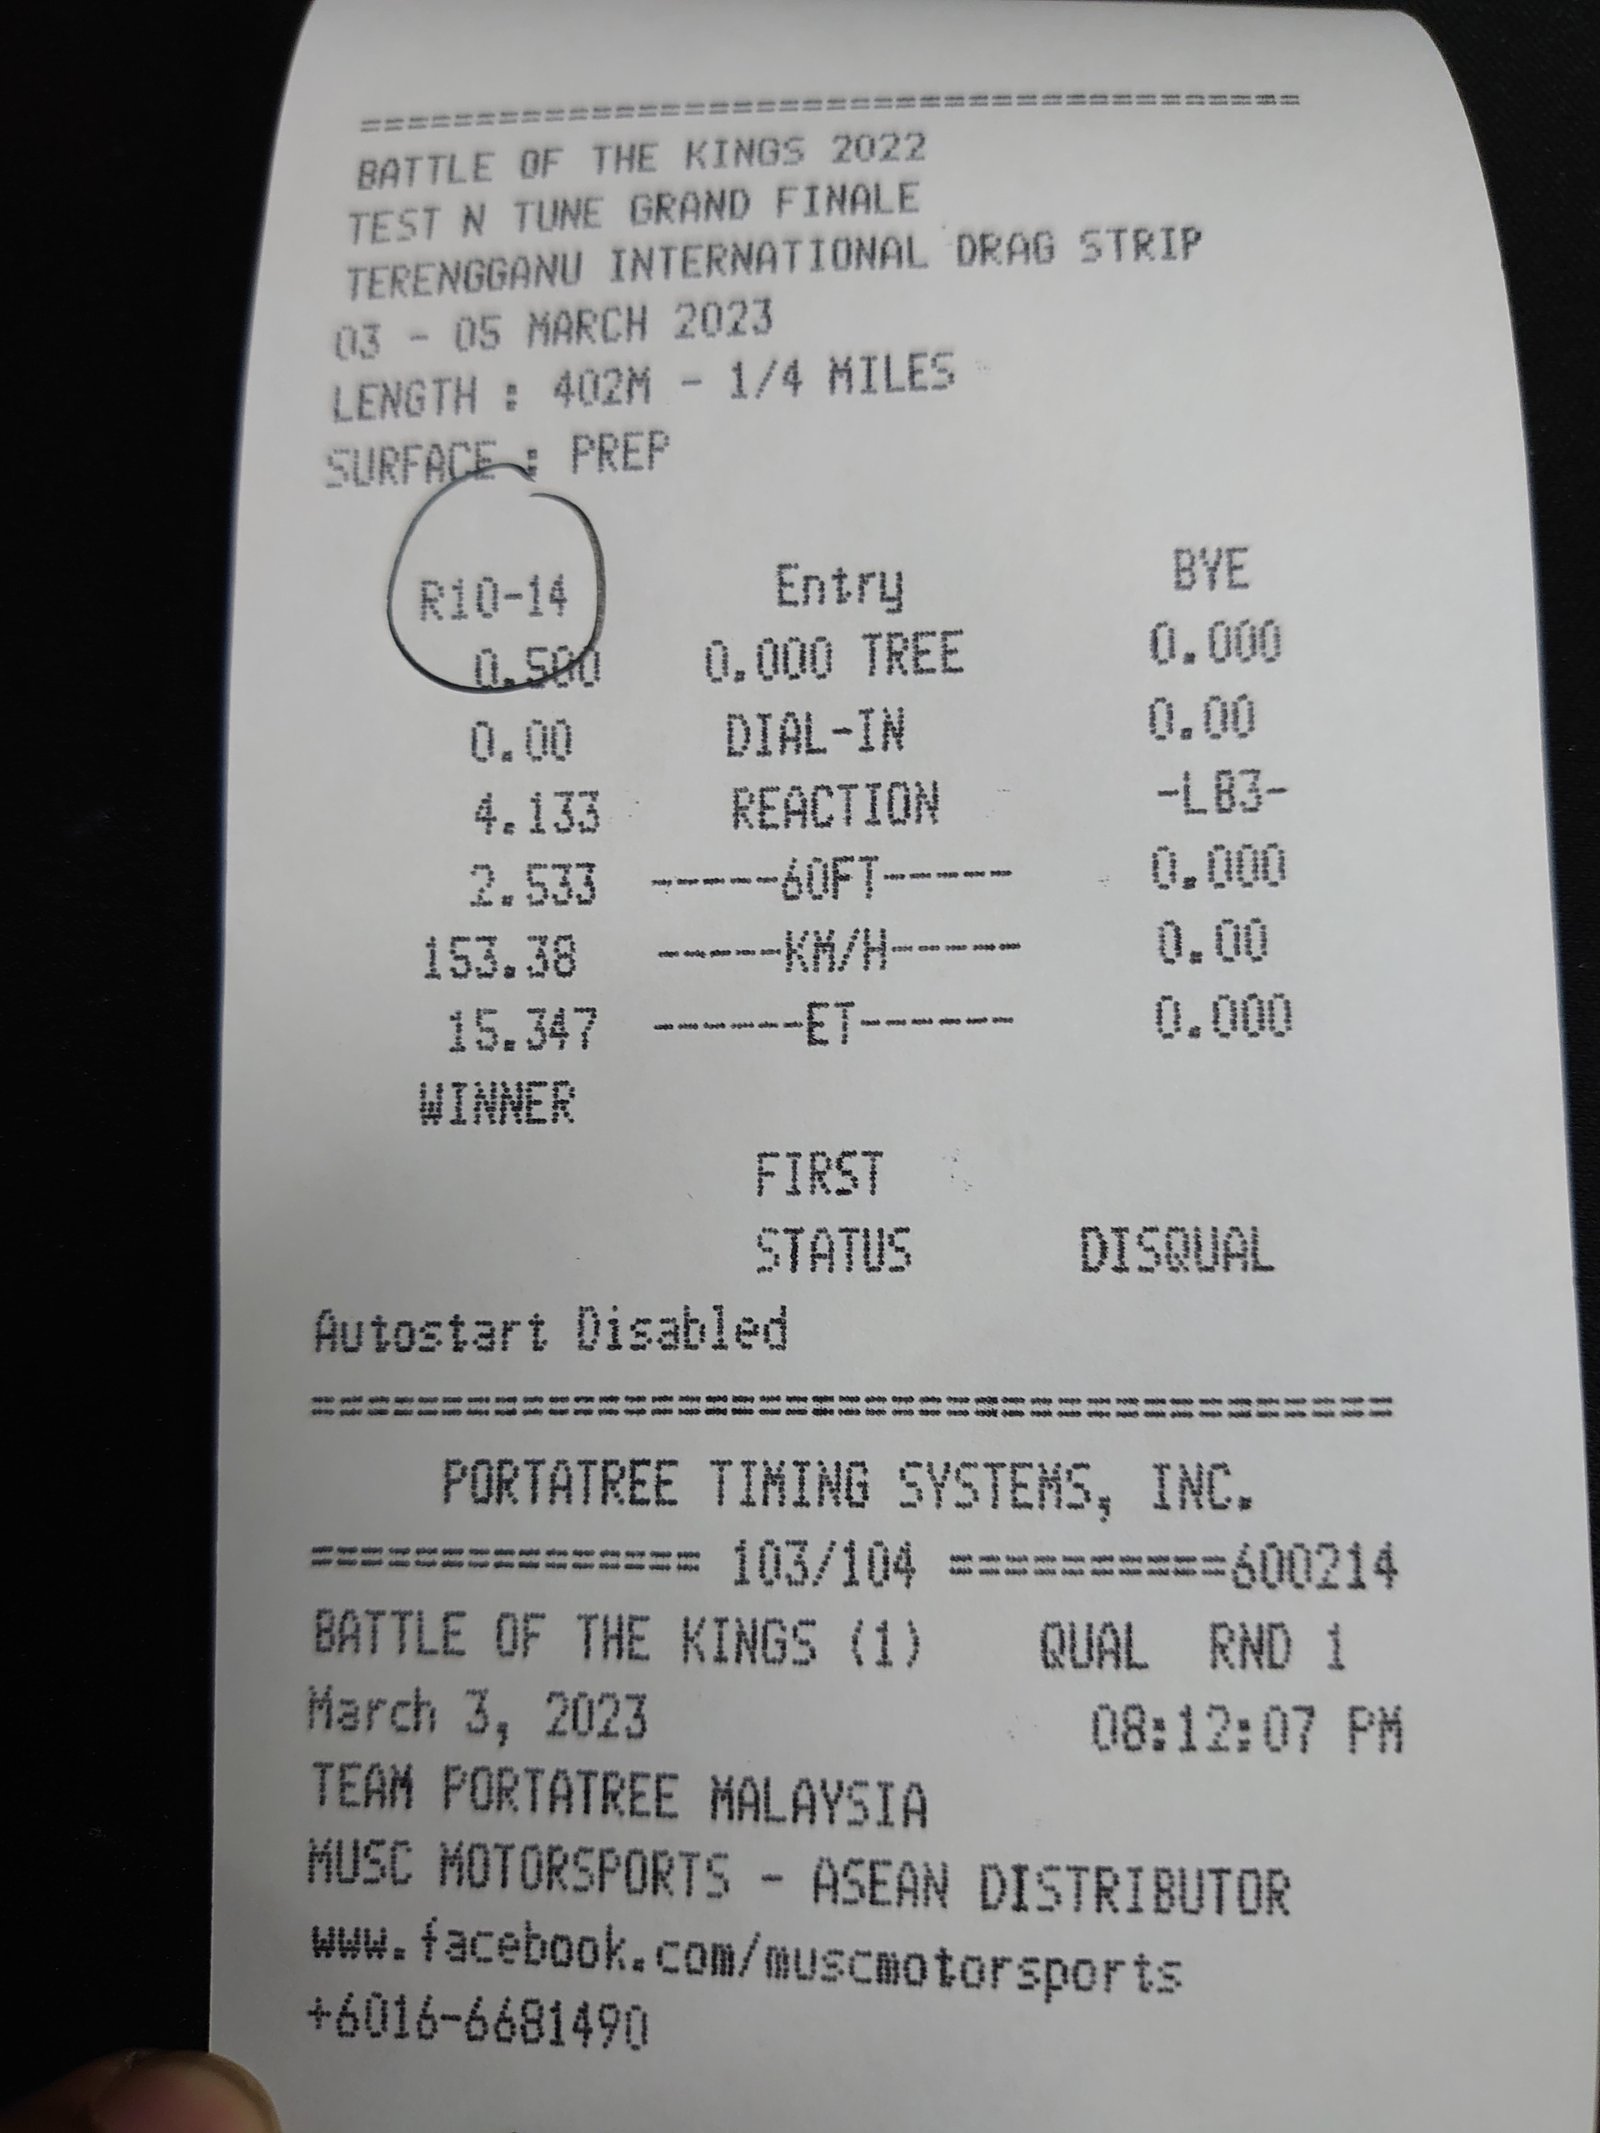 ========================================
BATTLE OF THE KINGS 2022
TEST N TUNE GRAND FINALE
TERENGGANU INTERNATIONAL DRAG STRIP
03 - 05 MARCH 2023
LENGTH : 402M - 1/4 MILES
SURFACE : PREP
R10-14 Entry BYE
0.500 0.000 TREE 0.000
0.00 DIAL-IN 0.00
4.133 REACTION -LB3-
2.533 -----60FT----- 0.000
153.38 -----KM/H----- 0.00
15.347 ------ET------ 0.000
WINNER
FIRST
STATUS DISQUAL
Autostart Disabled
==========================================
PORTATREE TIMING SYSTEMS, INC.
=============== 103/104 ===========600214
BATTLE OF THE KINGS (1) QUAL RND 1
March 3, 2023 08:12:07 PM
TEAM PORTATREE MALAYSIA
MUSC MOTORSPORTS - ASEAN DISTRIBUTOR
www.facebook.com/muscmotorsports
+6016-6681490